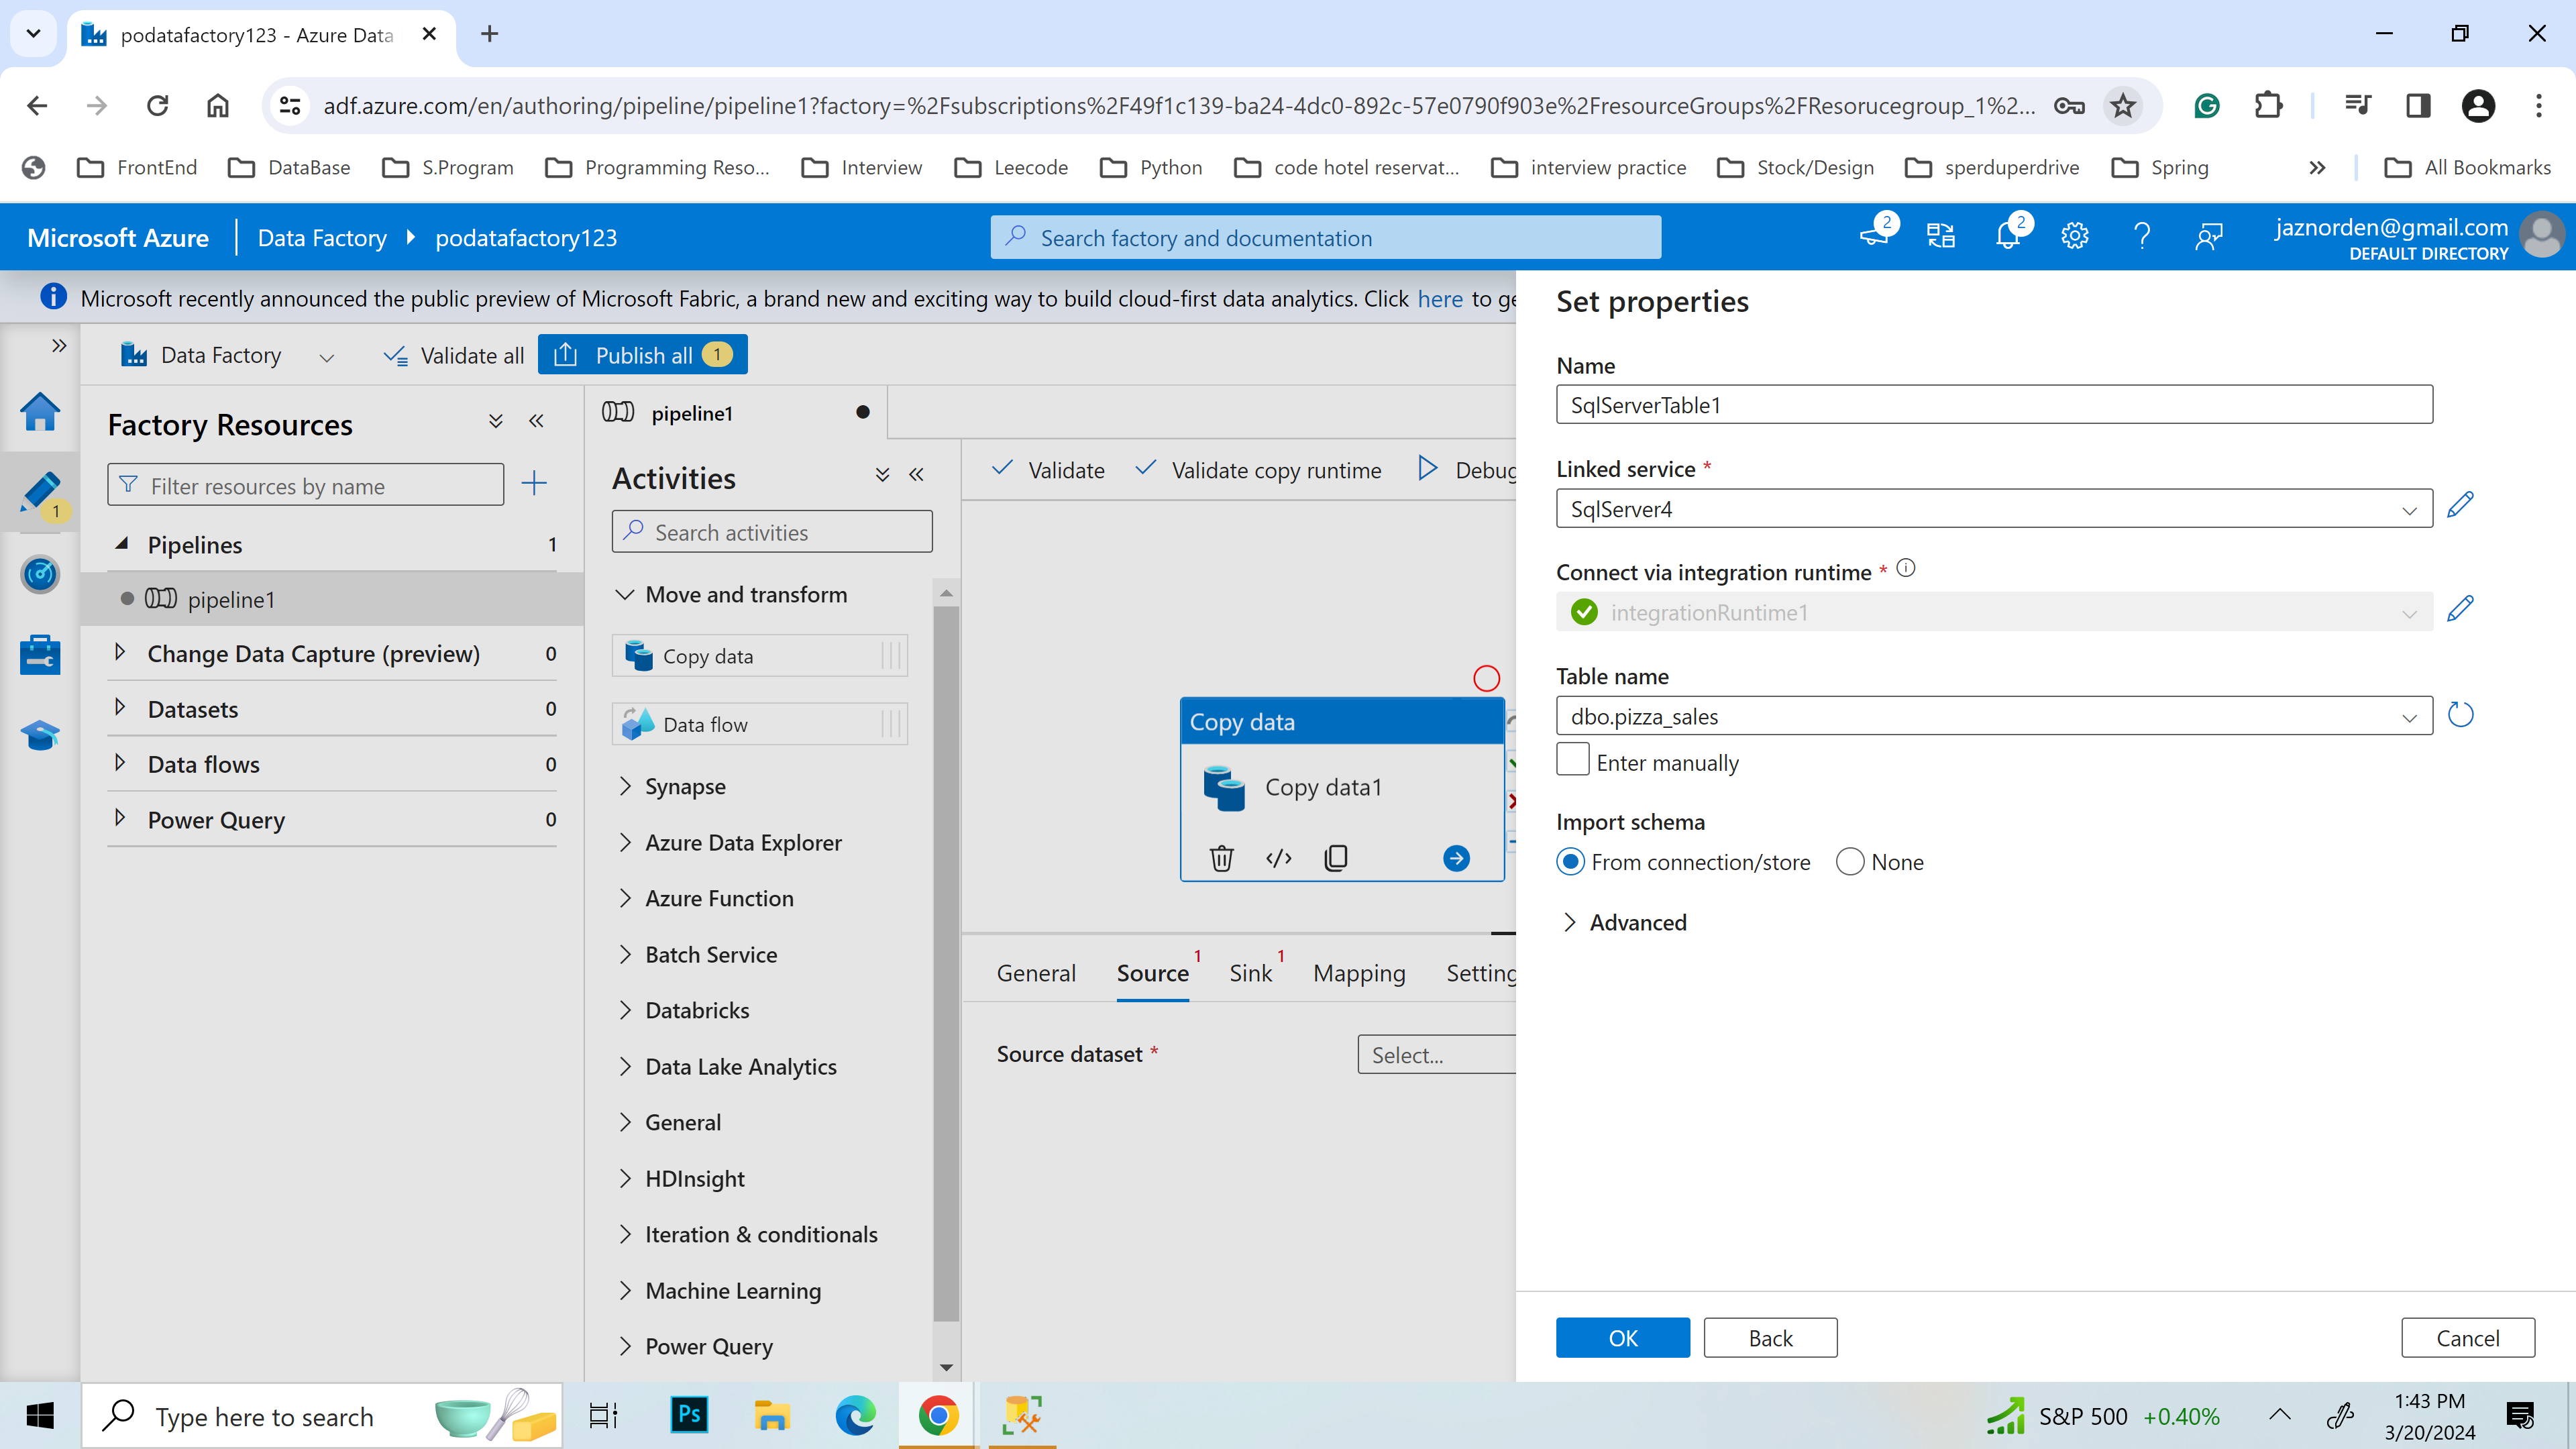 podatafactory123 - Azure Data
adf.azure.com/en/authoring/pipeline/pipeline1?factory=%2Fsubscriptions%2F49f1c139-ba24-4dc0-892c-57e0790f903e%2FresourceGroups%2FResorucegroup_1%2...
FrontEnd DataBase S.Program Programming Reso... Interview Leecode Python code hotel reservat... interview practice Stock/Design sperduperdrive Spring » All Bookmarks
Microsoft Azure Data Factory podatafactory123 Search factory and documentation 2 2 jaznorden@gmail.com
DEFAULT DIRECTORY
Microsoft recently announced the public preview of Microsoft Fabric, a brand new and exciting way to build cloud-first data analytics. Click here to ge
Data Factory Validate all Publish all 1
Factory Resources
Filter resources by name
1
Pipelines 1
pipeline1
Change Data Capture (preview) 0
Datasets 0
Data flows 0
Power Query 0
pipeline1
Activities
Search activities
Move and transform
Copy data
Data flow
Synapse
Azure Data Explorer
Azure Function
Batch Service
Databricks
Data Lake Analytics
General
HDInsight
Iteration & conditionals
Machine Learning
Power Query
Validate Validate copy runtime Debug
Copy data
Copy data1
General Source 1 Sink 1 Mapping Setting
Source dataset * Select...
Set properties
Name
SqlServerTable1
Linked service *
SqlServer4
Connect via integration runtime *
integrationRuntime1
Table name
dbo.pizza_sales
Enter manually
Import schema
From connection/store None
Advanced
OK Back Cancel
Type here to search
Ps
S&P 500 +0.40%
1:43 PM
3/20/2024